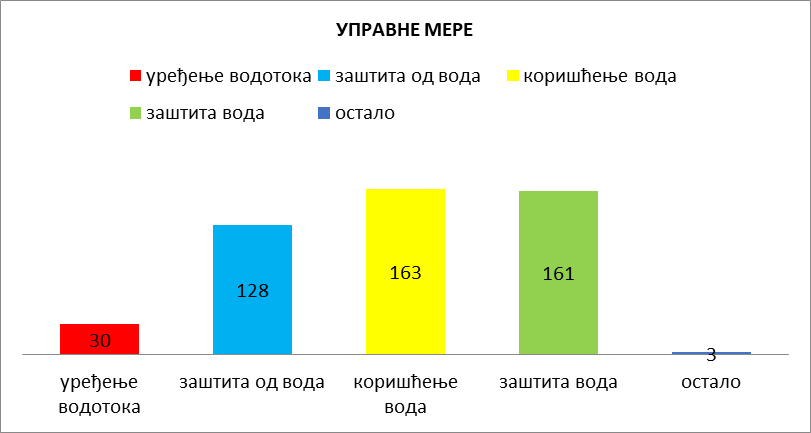 УПРАВНЕ МЕРЕ
уређење водотока заштита од вода коришћење вода
заштита вода остало
30
128
163
161
3
уређење
водотока
заштита од вода
коришћење
вода
заштита вода
остало